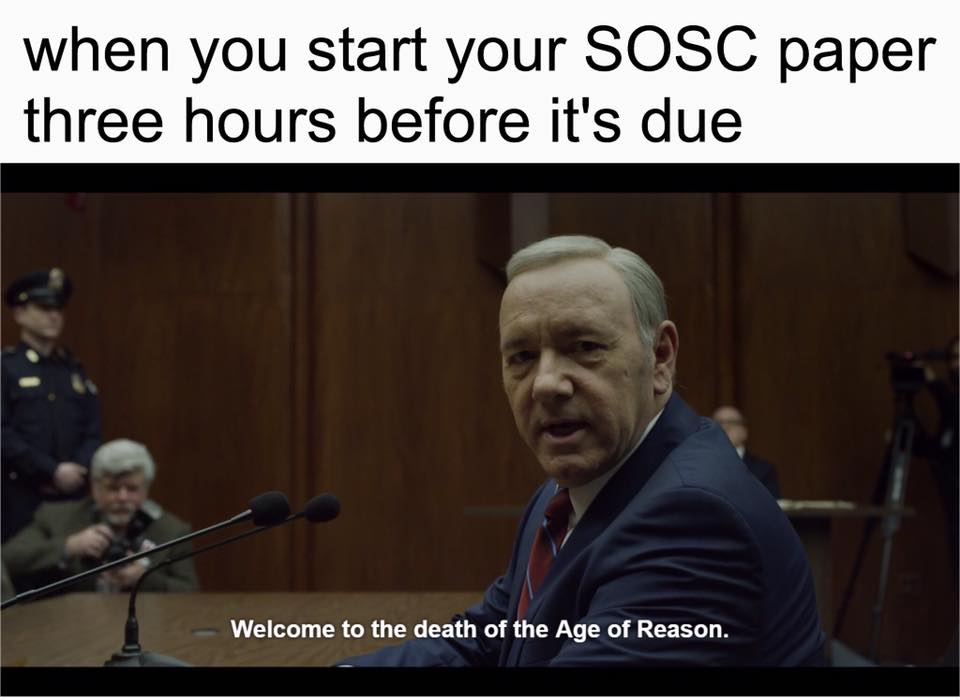 when you start your SOSC paper
three hours before it's due
Welcome to the death of the Age of Reason.